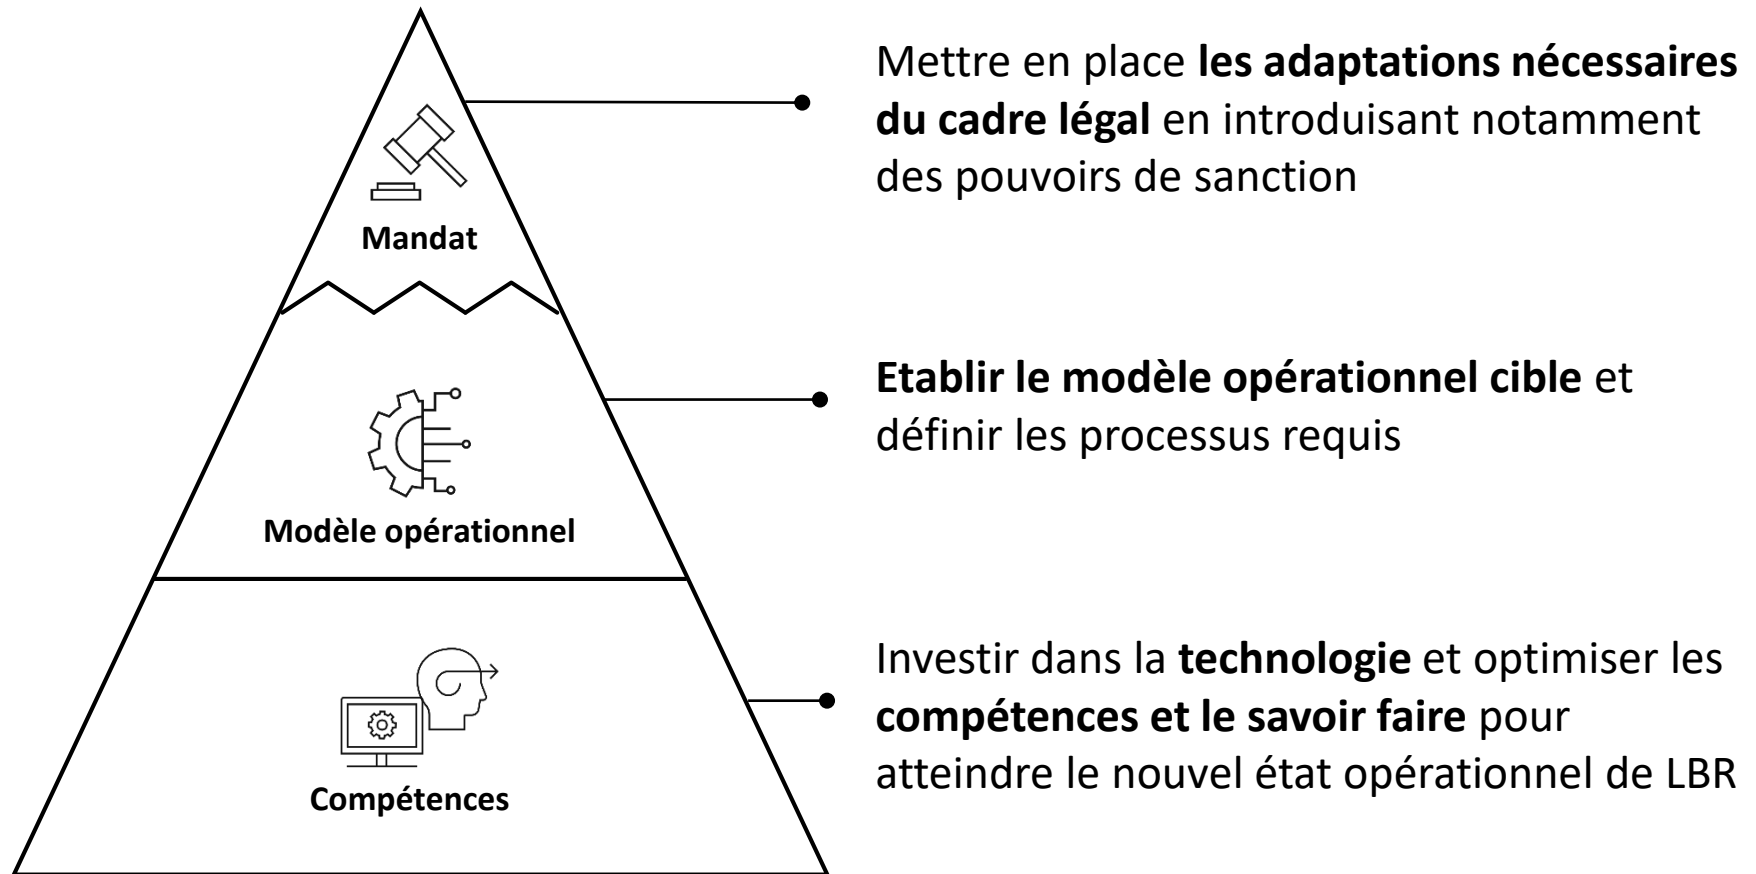 Mettre en place les adaptations nécessaires
du cadre légal en introduisant notamment
des pouvoirs de sanction
Mandat
Etablir le modèle opérationnel cible et
définir les processus requis
Modèle opérationnel
Investir dans la technologie et optimiser les
compétences et le savoir faire pour
atteindre le nouvel état opérationnel de LBR
Compétences